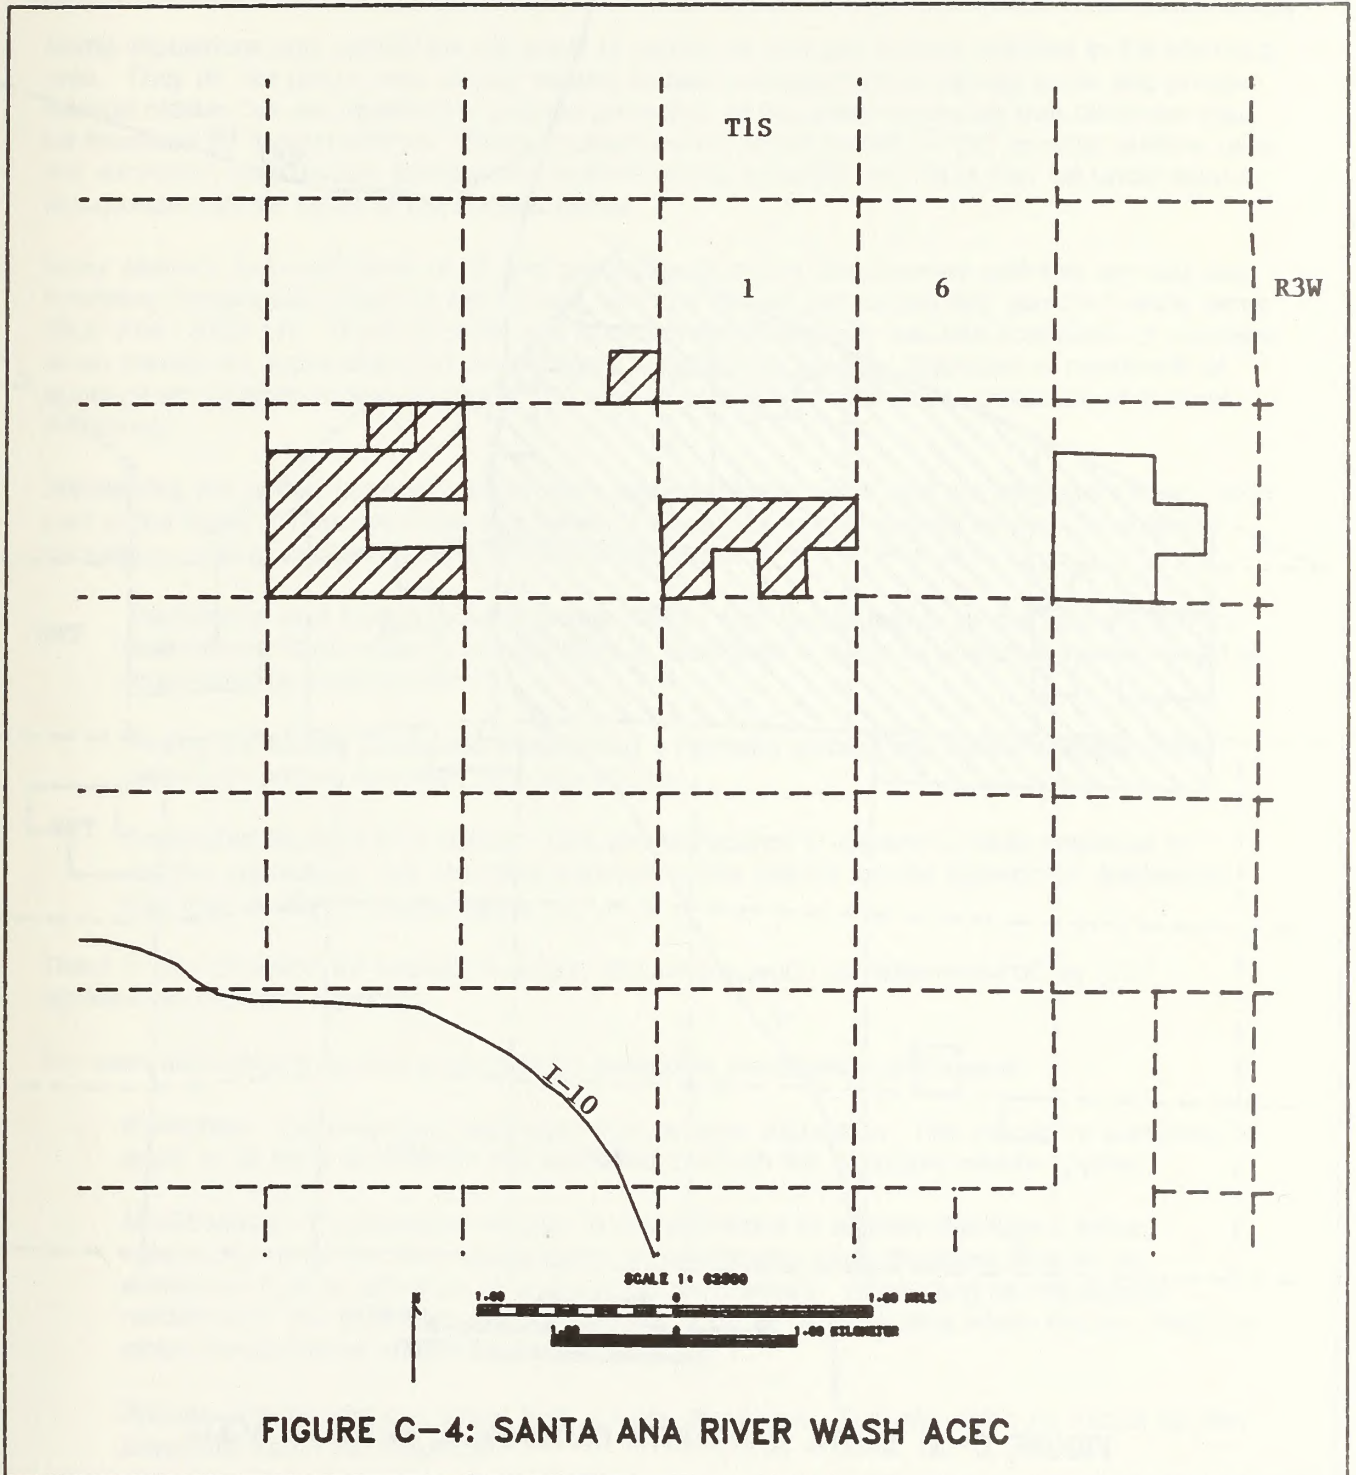 T1S
1 6 R3W
I-10
SCALE 1: 62500
N
1.00 0 1.00 MILE
1.00 0 1.00 KILOMETER
FIGURE C-4: SANTA ANA RIVER WASH ACEC